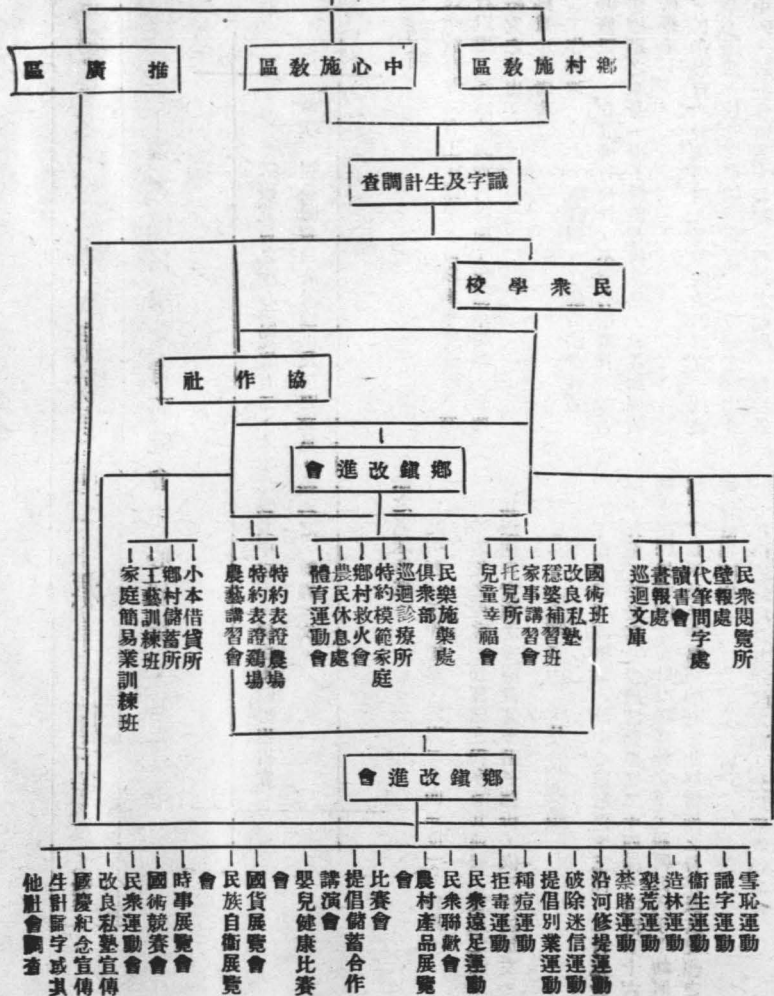 鄉村施教區
中心施教區
推廣區
識字及生計調查
民衆學校
協作社
鄉鎮改進會
民衆閱覽所
壁報處
代筆問字處
讀書會
畫報處
巡迴文庫
國術班
改良私塾
穩婆補習班
家事講習會
托兒所
兒童幸福會
民樂施藥處
俱樂部
巡迴診療所
特約模範家庭
鄉村救火會
農民休息處
體育運動會
特約表證農場
特約表證鷄場
農藝講習會
小本借貸所
鄉村儲蓄所
工藝訓練班
家庭簡易業訓練班
鄉鎮改進會
雪恥運動
識字運動
衞生運動
造林運動
墾荒運動
禁賭運動
沿河修堤運動
破除迷信運動
提倡別業運動
種痘運動
拒毒運動
民衆遠足運動
民衆聯歡會
農村產品展覽
會
比賽會
提倡儲蓄合作
講演會
嬰兒健康比賽
會
國貨展覽會
民族自衞展覽
會
時事展覽會
國術競賽會
民衆運動會
改良私塾宣傳
國慶紀念宣傳
生計識字或其
他社會調查